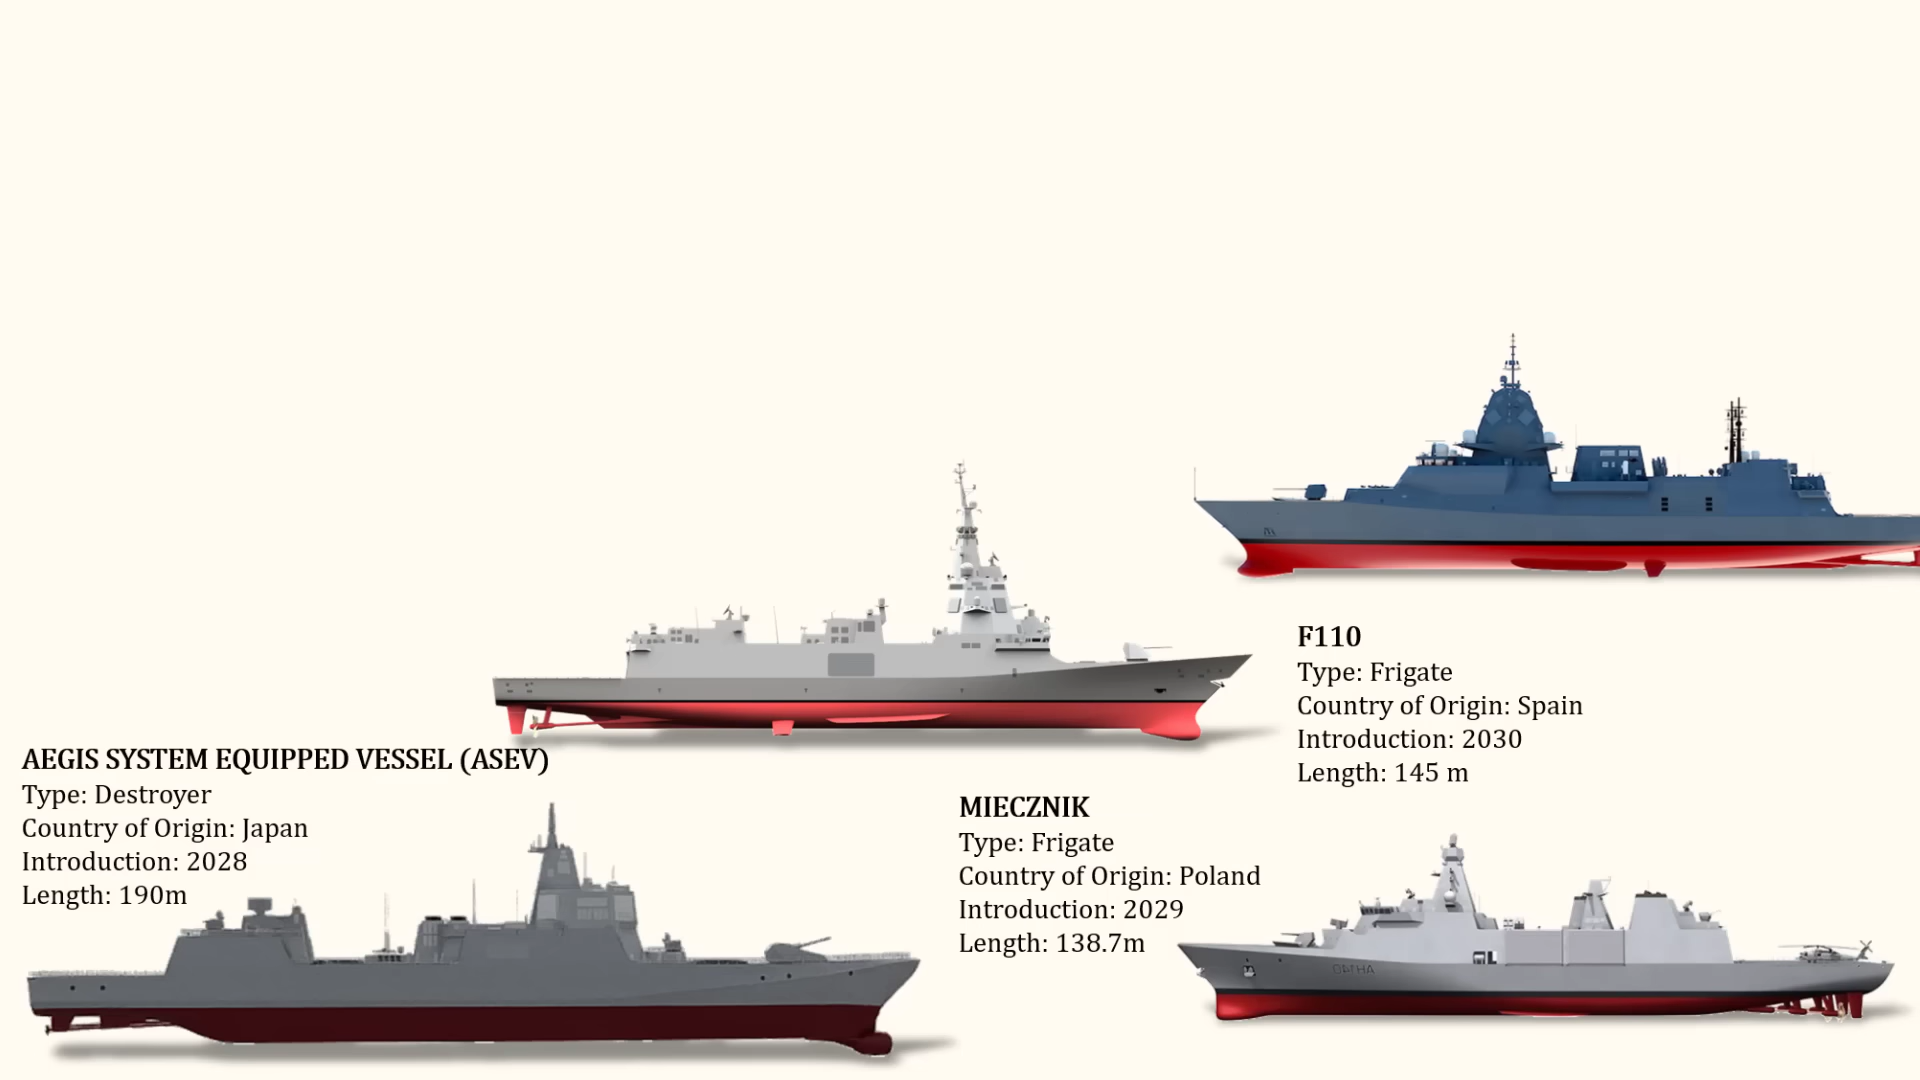 AEGIS SYSTEM EQUIPPED VESSEL (ASEV)
Type: Destroyer
Country of Origin: Japan
Introduction: 2028
Length: 190m
MIECZNIK
Type: Frigate
Country of Origin: Poland
Introduction: 2029
Length: 138.7m
F110
Type: Frigate
Country of Origin: Spain
Introduction: 2030
Length: 145 m